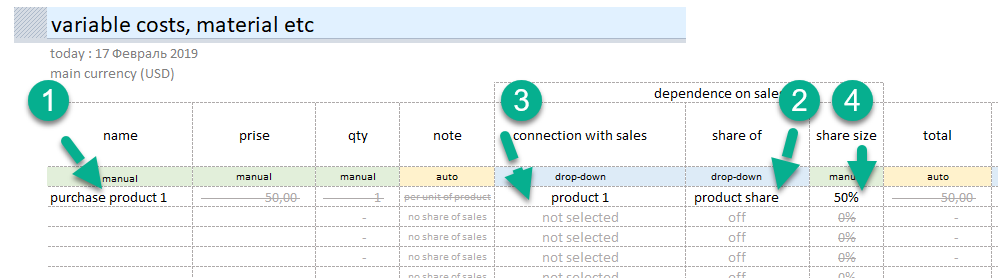 variable costs, material etc
today : 17 Февраль 2019
main currency (USD)
1 3 2 4
dependence on sales
name prise qty note connection with sales share of share size total
manual manual manual auto drop-down drop-down manual auto
purchase product 1 50,00 1 per unit of product product 1 product share 50% 50,00
- no share of sales not selected off 0% -
- no share of sales not selected off 0% -
- no share of sales not selected off 0% -
- no share of sales not selected off 0% -